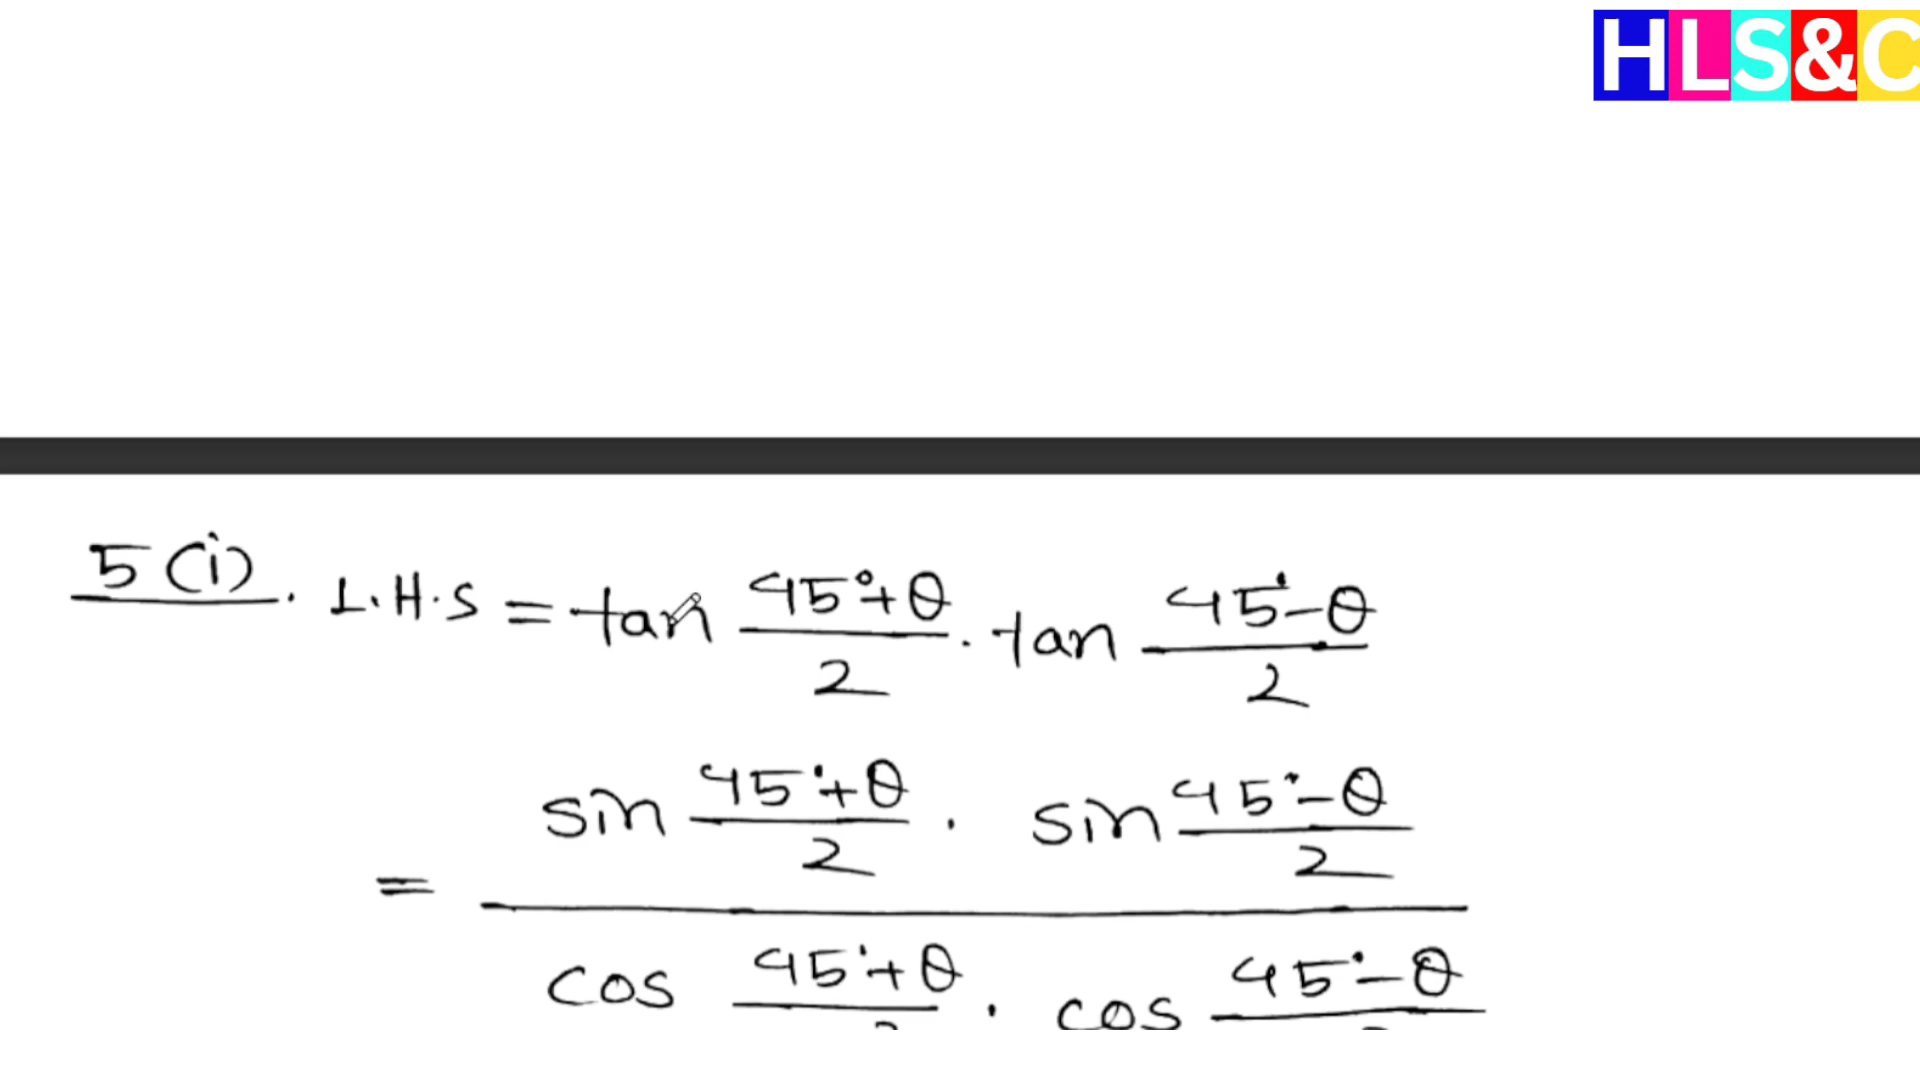 HLS&C
5(i). L.H.S = tan (45°+θ)/2 . tan (45°-θ)/2
= sin (45°+θ)/2 . sin (45°-θ)/2
cos (45°+θ) . cos (45°-θ)